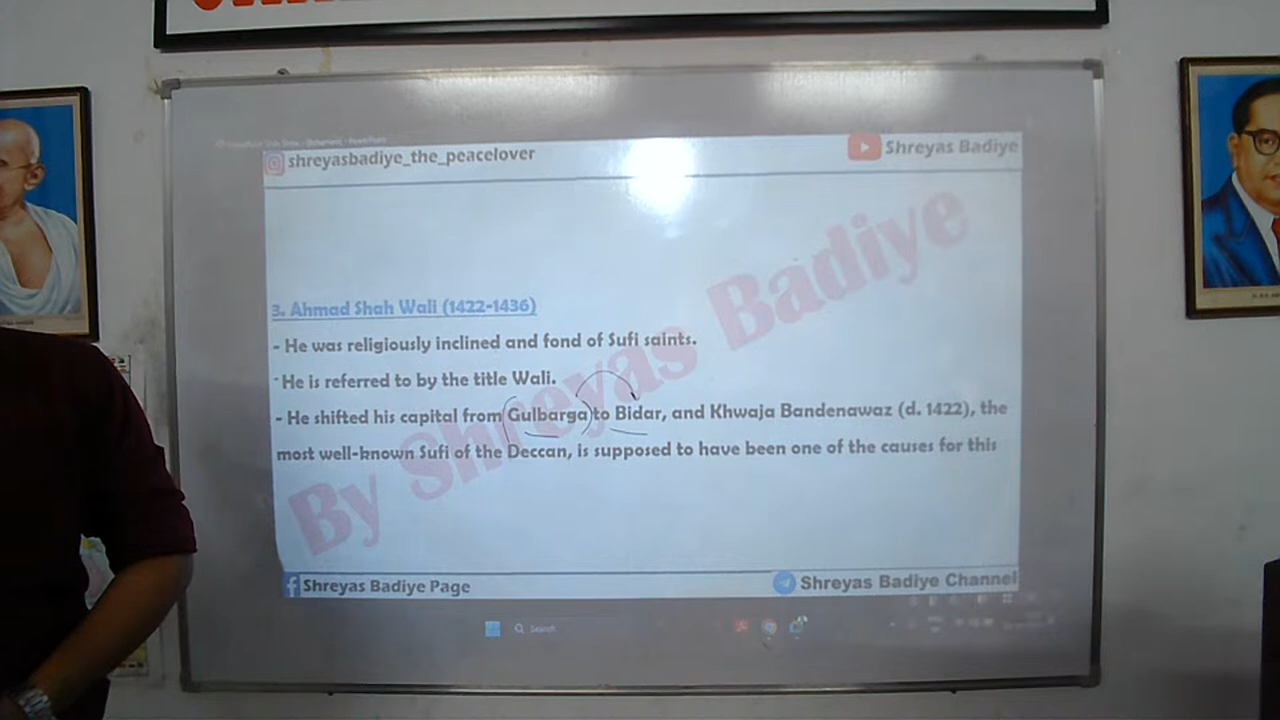 shreyasbadiye_the_peacelover
Shreyas Badiye
By Shreyas Badiye
3. Ahmad Shah Wali (1422-1436)
- He was religiously inclined and fond of Sufi saints.
- He is referred to by the title Wali.
- He shifted his capital from Gulbarga to Bidar, and Khwaja Bandenawaz (d. 1422), the
most well-known Sufi of the Deccan, is supposed to have been one of the causes for this
Shreyas Badiye Page
Shreyas Badiye Channel
Search